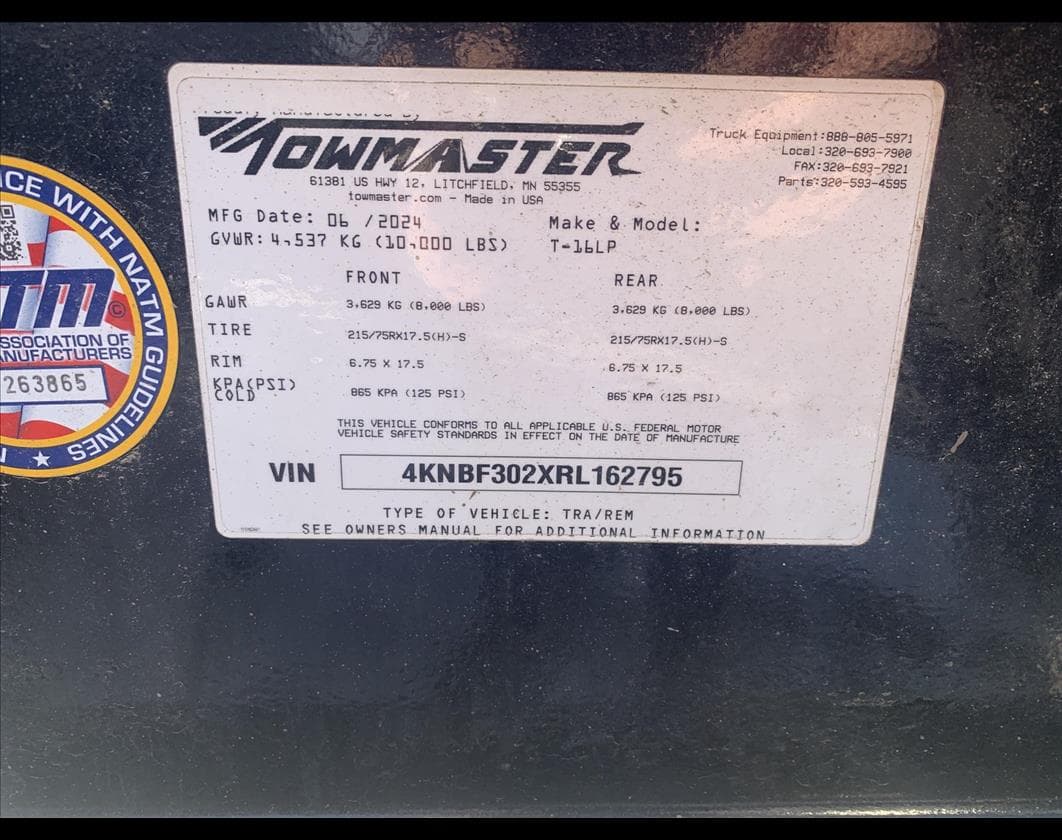 TOWMASTER
61381 US HWY 12, LITCHFIELD, MN 55355
towmaster.com - Made in USA
Truck Equipment:888-805-5971
Local:320-693-7900
FAX:320-693-7921
Parts:320-593-4595
MFG Date: 06 /2024
Make & Model:
GVWR: 4,537 KG (10,000 LBS)
T-16LP
FRONT REAR
GAWR 3,629 KG (8,000 LBS) 3,629 KG (8,000 LBS)
TIRE 215/75RX17.5(H)-S 215/75RX17.5(H)-S
RIM 6.75 X 17.5 6.75 X 17.5
KPA(PSI)
COLD 865 KPA (125 PSI) 865 KPA (125 PSI)
THIS VEHICLE CONFORMS TO ALL APPLICABLE U.S. FEDERAL MOTOR
VEHICLE SAFETY STANDARDS IN EFFECT ON THE DATE OF MANUFACTURE
VIN 4KNBF302XRL162795
TYPE OF VEHICLE: TRA/REM
SEE OWNERS MANUAL FOR ADDITIONAL INFORMATION
WITH NATM GUIDELINES
TM ©
OF
263865